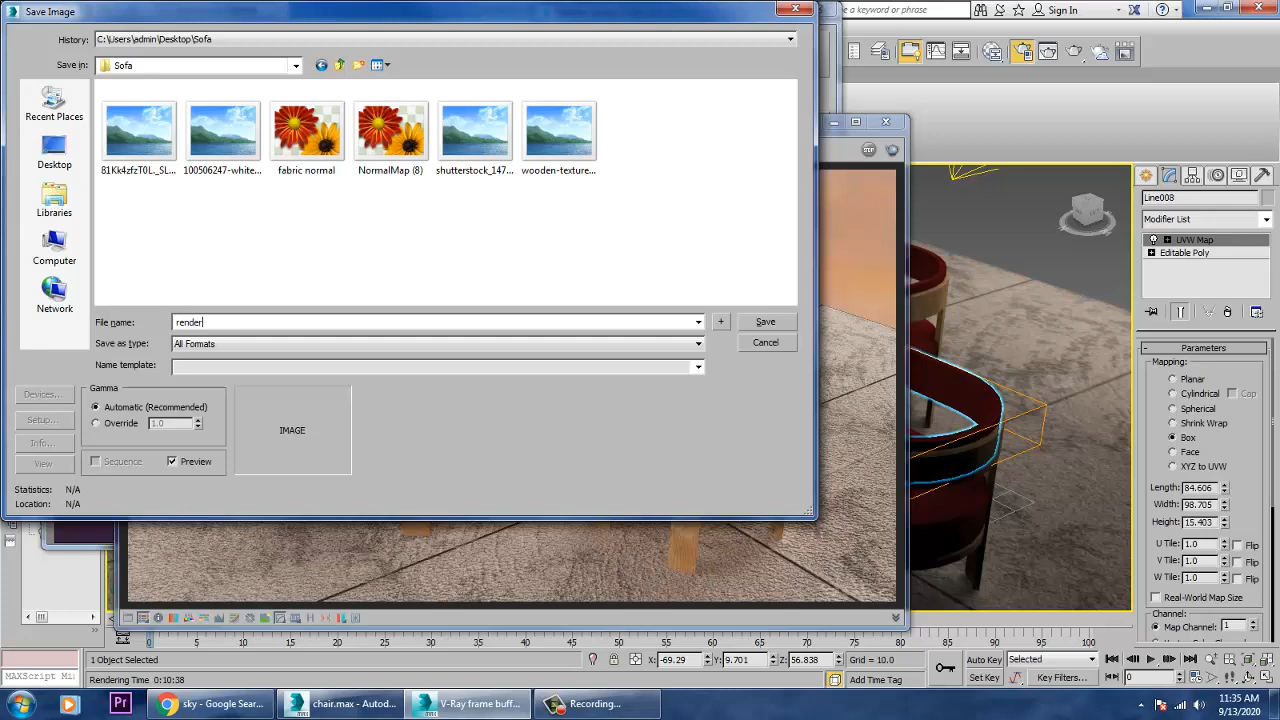 Save Image
a keyword or phrase
Sign In
History: C:\Users\admin\Desktop\Sofa
Save in: Sofa
Recent Places
Desktop
Libraries
Computer
Network
81Kk4zfzT0L._SL...
100506247-white...
fabric normal
NormalMap (8)
shutterstock_147...
wooden-texture...
File name: render
+
Save
Save as type: All Formats
Cancel
Name template:
Devices...
Setup...
Info...
View
Gamma
Automatic (Recommended)
Override 1.0
Sequence
Preview
IMAGE
Statistics: N/A
Location: N/A
Line008
Modifier List
UVW Map
Editable Poly
Parameters
Mapping:
Planar
Cylindrical
Cap
Spherical
Shrink Wrap
Box
Face
XYZ to UVW
Length: 84.606
Width: 98.705
Height: 15.403
U Tile: 1.0 Flip
V Tile: 1.0 Flip
W Tile: 1.0 Flip
Real-World Map Size
Channel:
Map Channel: 1
0 5 10 15 20 25 30 35 40 45 50 55 60 65 70 75 80 85 90 95 100
1 Object Selected
X: -69.29
Y: 9.701
Z: 56.838
Grid = 10.0
Auto Key
Selected
MAXScript Mi
Rendering Time: 0:10:38
Add Time Tag
Set Key
Key Filters...
0
sky - Google Sear...
chair.max - Autod...
V-Ray frame buff...
Recording...
11:35 AM
9/13/2020